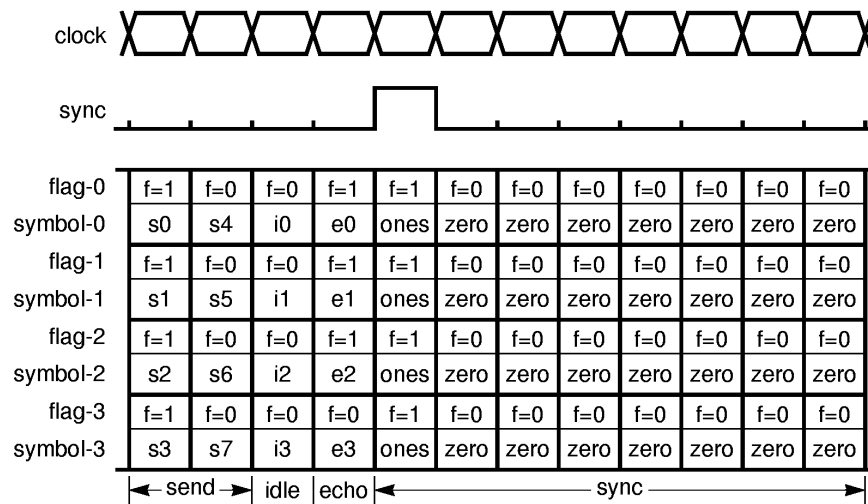 clock
sync
flag-0 f=1 f=0 f=0 f=1 f=1 f=0 f=0 f=0 f=0 f=0 f=0 f=0
symbol-0 s0 s4 i0 e0 ones zero zero zero zero zero zero zero
flag-1 f=1 f=0 f=0 f=1 f=1 f=0 f=0 f=0 f=0 f=0 f=0 f=0
symbol-1 s1 s5 i1 e1 ones zero zero zero zero zero zero zero
flag-2 f=1 f=0 f=0 f=1 f=1 f=0 f=0 f=0 f=0 f=0 f=0 f=0
symbol-2 s2 s6 i2 e2 ones zero zero zero zero zero zero zero
flag-3 f=1 f=0 f=0 f=0 f=1 f=0 f=0 f=0 f=0 f=0 f=0 f=0
symbol-3 s3 s7 i3 e3 ones zero zero zero zero zero zero zero
send idle echo sync